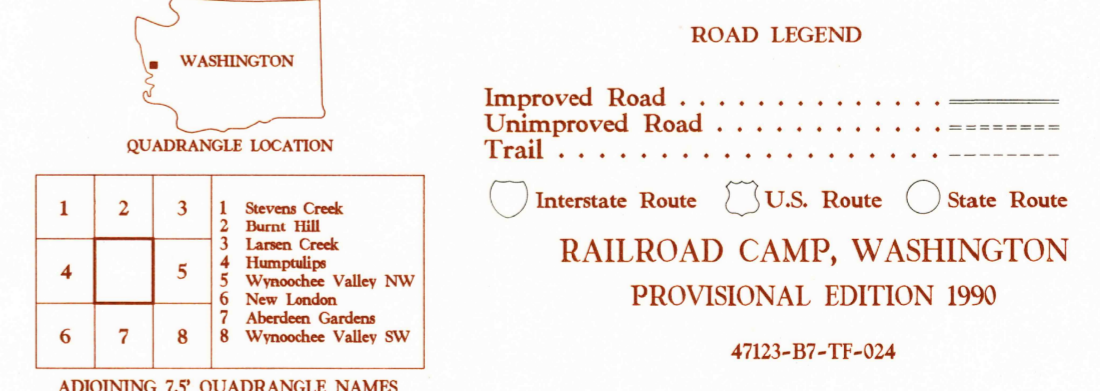 WASHINGTON
QUADRANGLE LOCATION
1 2 3
4 5
6 7 8
1 Stevens Creek
2 Burnt Hill
3 Larsen Creek
4 Humptulips
5 Wynoochee Valley NW
6 New London
7 Aberdeen Gardens
8 Wynoochee Valley SW
ADJOINING 7.5' QUADRANGLE NAMES
ROAD LEGEND
Improved Road
Unimproved Road
Trail
Interstate Route U.S. Route State Route
RAILROAD CAMP, WASHINGTON
PROVISIONAL EDITION 1990
47123-B7-TF-024